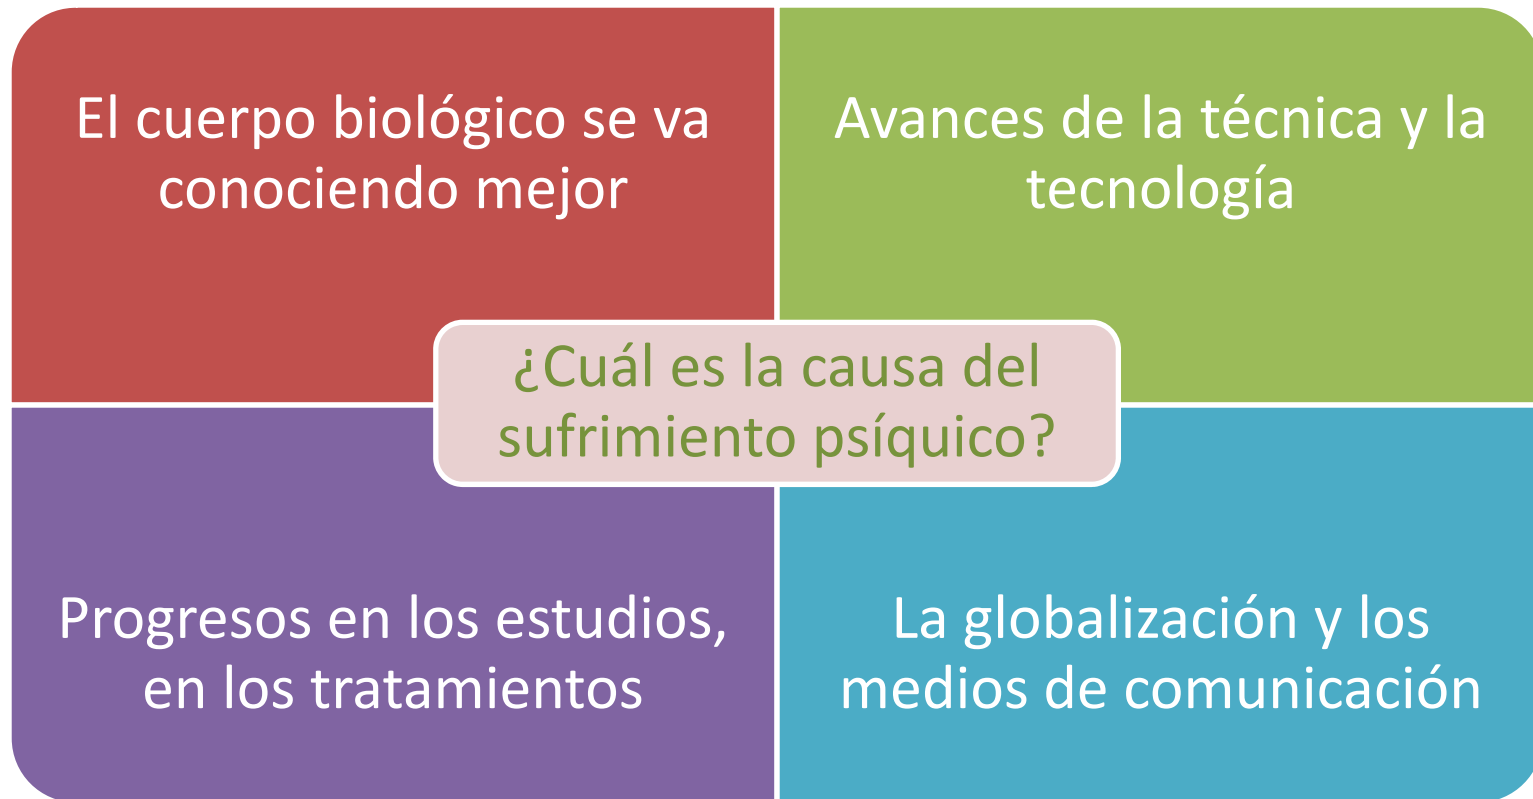 El cuerpo biológico se va
conociendo mejor
Avances de la técnica y la
tecnología
¿Cuál es la causa del
sufrimiento psíquico?
Progresos en los estudios,
en los tratamientos
La globalización y los
medios de comunicación